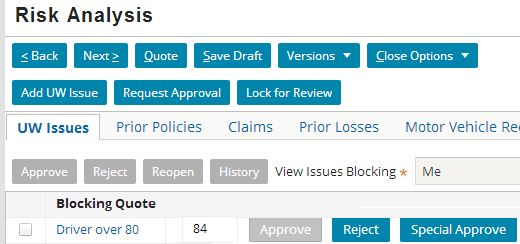 Risk Analysis
< Back Next > Quote Save Draft Versions Close Options
Add UW Issue Request Approval Lock for Review
UW Issues Prior Policies Claims Prior Losses Motor Vehicle Re
Approve Reject Reopen History View Issues Blocking * Me
Blocking Quote
Driver over 80 84 Approve Reject Special Approve